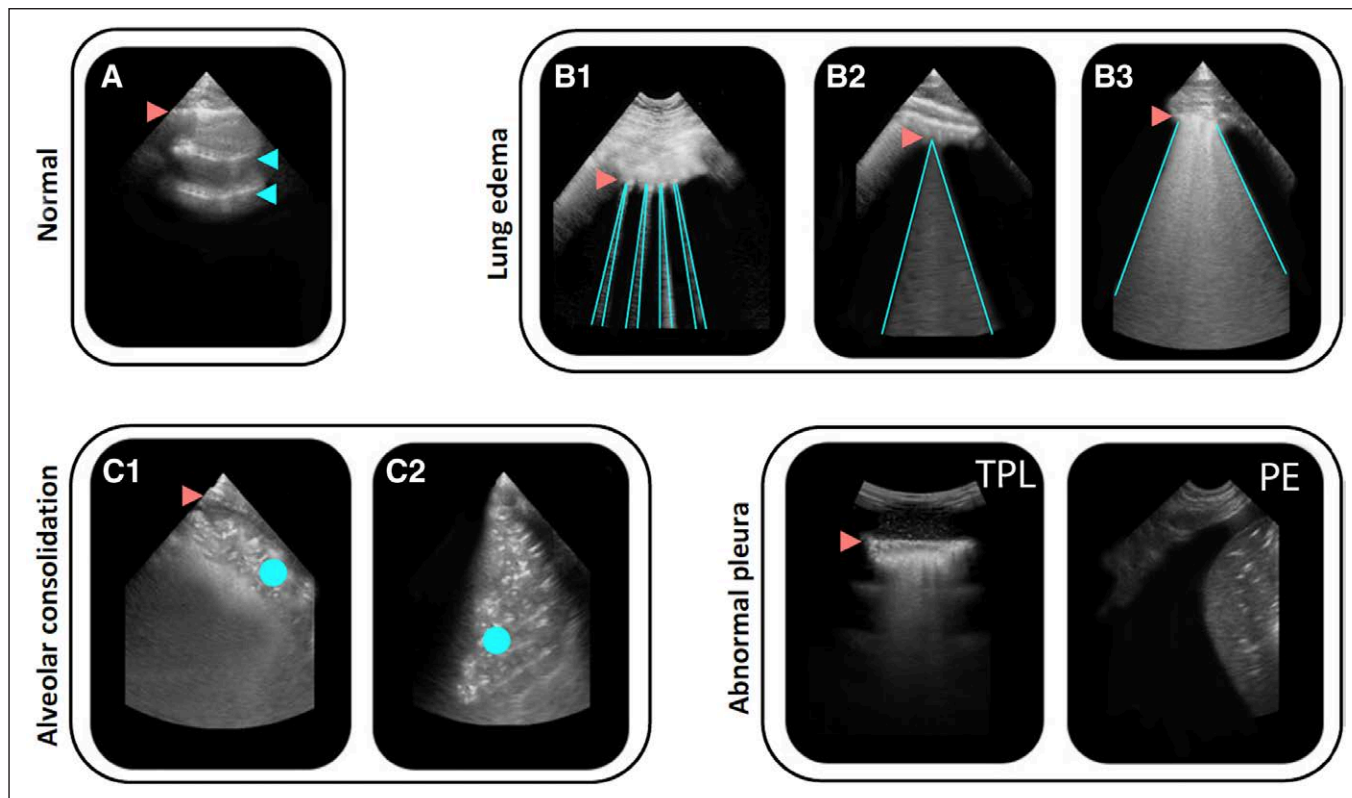 Normal
A
Lung edema
B1
B2
B3
Alveolar consolidation
C1
C2
Abnormal pleura
TPL
PE